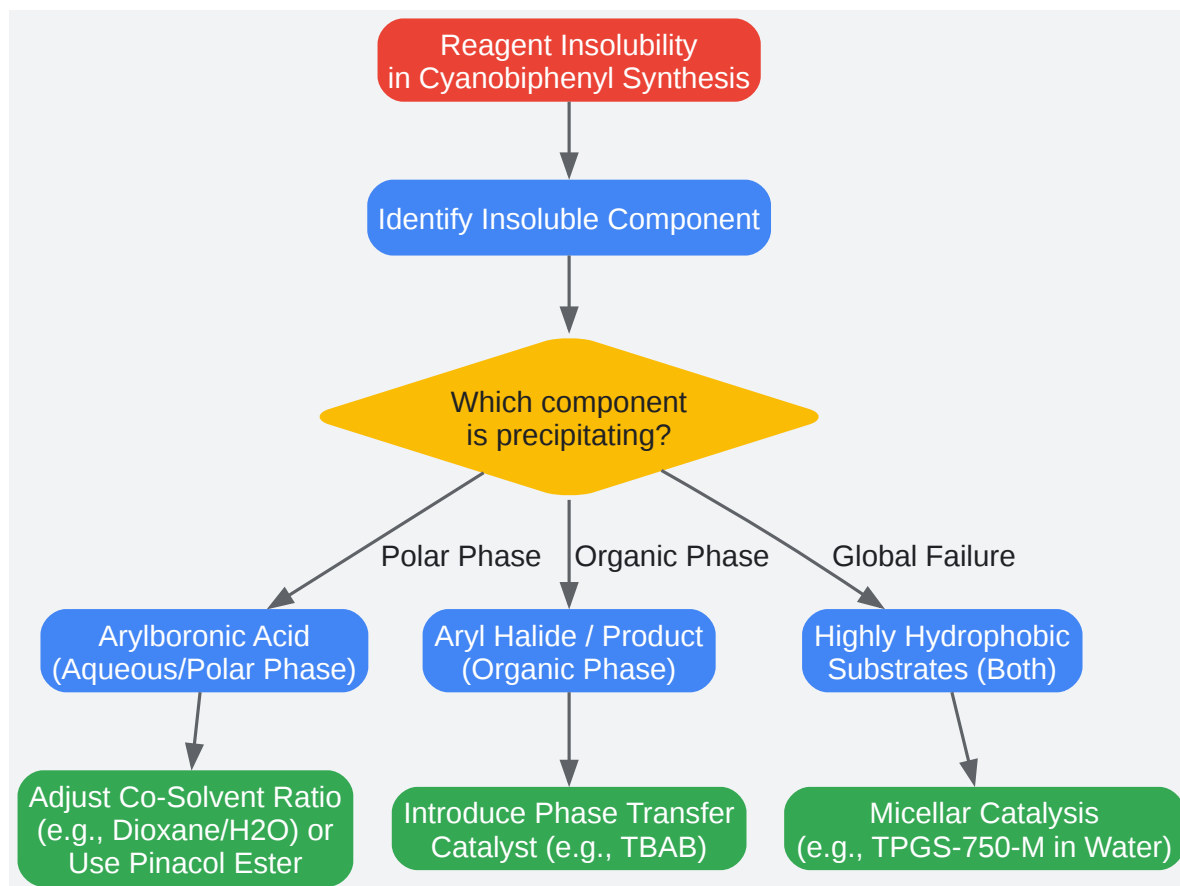 Reagent Insolubility
in Cyanobiphenyl Synthesis
Identify Insoluble Component
Which component
is precipitating?
Polar Phase
Organic Phase
Global Failure
Arylboronic Acid
(Aqueous/Polar Phase)
Aryl Halide / Product
(Organic Phase)
Highly Hydrophobic
Substrates (Both)
Adjust Co-Solvent Ratio
(e.g., Dioxane/H2O) or
Use Pinacol Ester
Introduce Phase Transfer
Catalyst (e.g., TBAB)
Micellar Catalysis
(e.g., TPGS-750-M in Water)